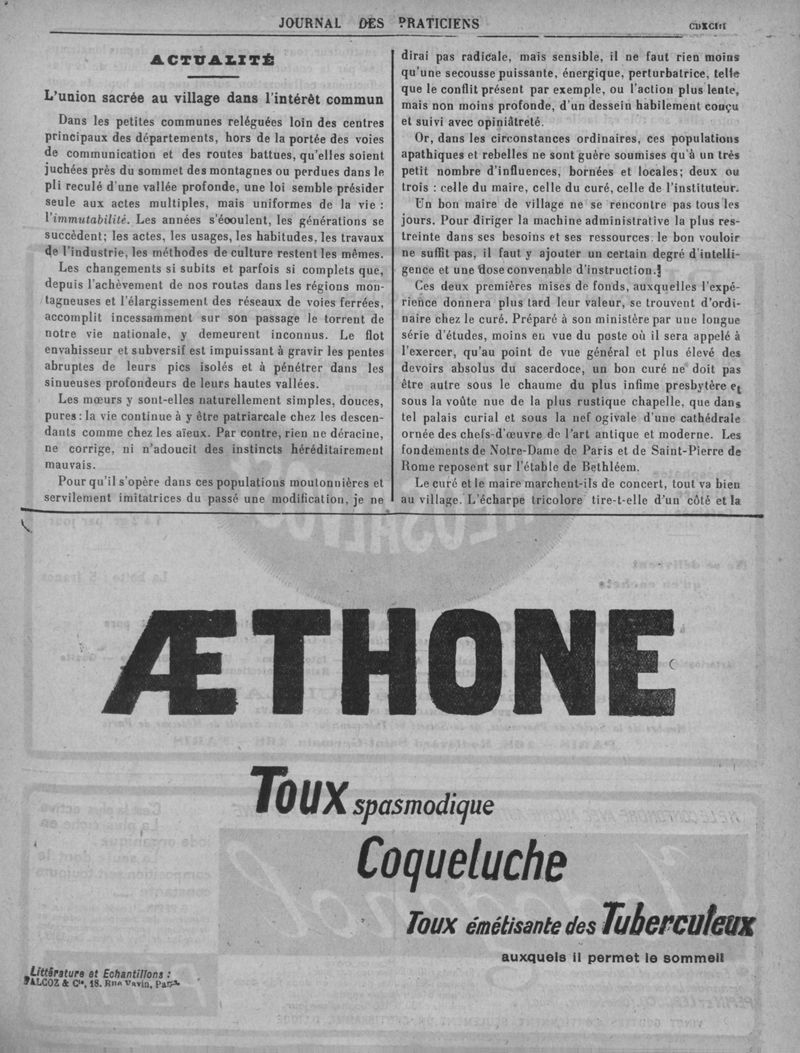 JOURNAL DES PRATICIENS
ACTUALITÉ
L'union sacrée au village dans l'intérêt commun
Dans les petites communes reléguées loin des centres
principaux des départements, hors de la portée des voies
de communication et des routes battues, qu'elles soient
juchées près du sommet des montagnes ou perdues dans le
pli reculé d'une vallée profonde, une loi semble présider
seule aux actes multiples, mais uniformes de la vie :
l'immutabilité. Les années s'écoulent, les générations se
succèdent; les actes, les usages, les habitudes, les travaux
de l'industrie, les méthodes de culture restent les mêmes.
Les changements si subits et parfois si complets que,
depuis l'achèvement de nos routes dans les régions mon-
tagneuses et l'élargissement des réseaux de voies ferrées,
accomplit incessamment sur son passage le torrent de
notre vie nationale, y demeurent inconnus. Le flot
envahisseur et subversif est impuissant à gravir les pentes
abruptes de leurs pics isolés et à pénétrer dans les
sinueuses profondeurs de leurs hautes vallées.
Les mœurs y sont-elles naturellement simples, douces,
pures : la vie continue à y être patriarcale chez les descen-
dants comme chez les aïeux. Par contre, rien ne déracine,
ne corrige, ni n'adoucit des instincts héréditairement
mauvais.
Pour qu'il s'opère dans ces populations moutonnières et
servilement imitatrices du passé une modification, je ne
dirai pas radicale, mais sensible, il ne faut rien moins
qu'une secousse puissante, énergique, perturbatrice, telle
que le conflit présent par exemple, ou l'action plus lente,
mais non moins profonde, d'un dessein habilement conçu
et suivi avec opiniâtreté.
Or, dans les circonstances ordinaires, ces populations
apathiques et rebelles ne sont guère soumises qu'à un très
petit nombre d'influences, bornées et locales; deux ou
trois : celle du maire, celle du curé, celle de l'instituteur.
Un bon maire de village ne se rencontre pas tous les
jours. Pour diriger la machine administrative la plus res-
treinte dans ses besoins et ses ressources le bon vouloir
ne suffit pas, il faut y ajouter un certain degré d'intelli-
gence et une dose convenable d'instruction.
Ces deux premières mises de fonds, auxquelles l'expé-
rience donnera plus tard leur valeur, se trouvent d'ordi-
naire chez le curé. Préparé à son ministère par une longue
série d'études, moins en vue du poste où il sera appelé à
l'exercer, qu'au point de vue général et plus élevé des
devoirs absolus du sacerdoce, un bon curé ne doit pas
être autre sous le chaume du plus infime presbytère et
sous la voûte nue de la plus rustique chapelle, que dans
tel palais curial et sous la nef ogivale d'une cathédrale
ornée des chefs-d'œuvre de l'art antique et moderne. Les
fondements de Notre-Dame de Paris et de Saint-Pierre de
Rome reposent sur l'étable de Bethléem.
Le curé et le maire marchent-ils de concert, tout va bien
au village. L'écharpe tricolore tire-t-elle d'un côté et la
ÆTHONE
Toux spasmodique
Coqueluche
Toux émétisante des Tuberculeux
auxquels il permet le sommeil
Littérature et Echantillons :
FALCOZ & Cie, 18, Rue Vavin, Paris